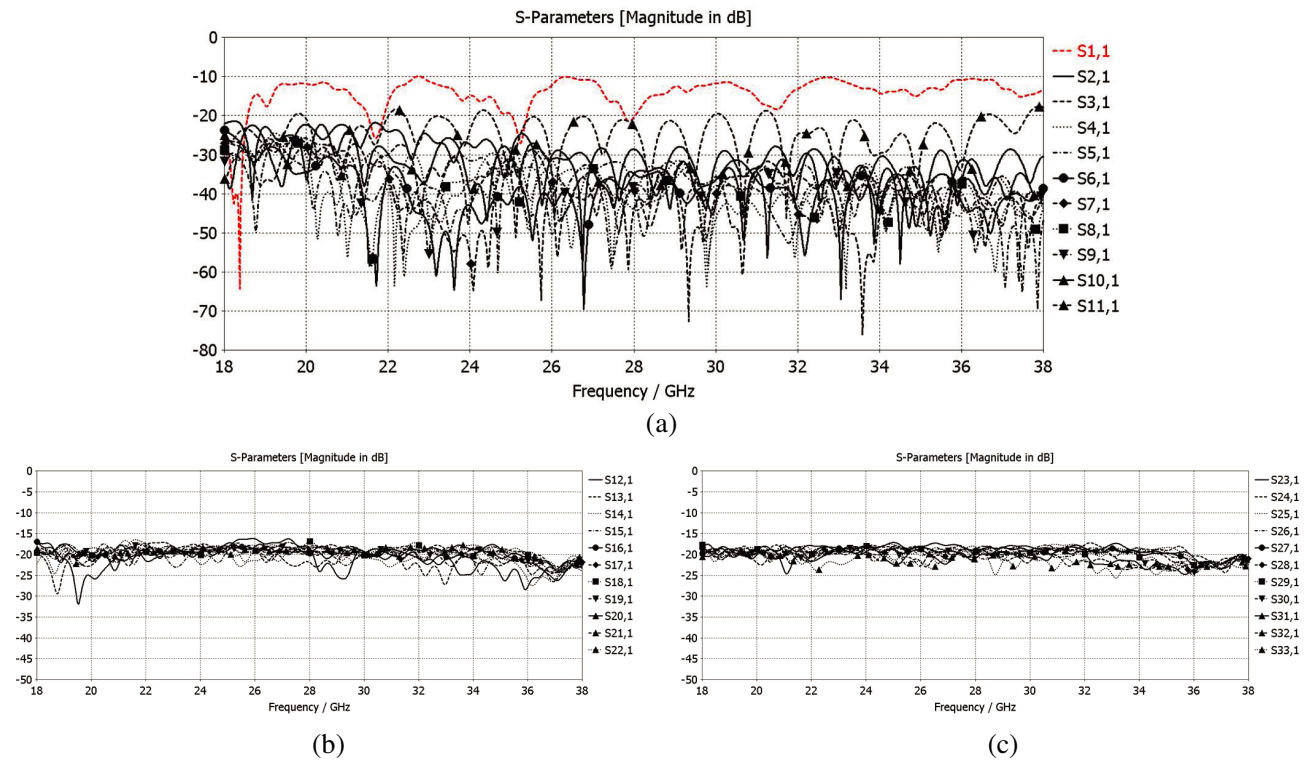 S-Parameters [Magnitude in dB]
0
-10
-20
-30
-40
-50
-60
-70
-80
18
20
22
24
26
28
30
32
34
36
38
Frequency / GHz
S1,1
S2,1
S3,1
S4,1
S5,1
S6,1
S7,1
S8,1
S9,1
S10,1
S11,1
(a)
S-Parameters [Magnitude in dB]
0
-5
-10
-15
-20
-25
-30
-35
-40
-45
-50
18
20
22
24
26
28
30
32
34
36
38
Frequency / GHz
S12,1
S13,1
S14,1
S15,1
S16,1
S17,1
S18,1
S19,1
S20,1
S21,1
S22,1
(b)
S-Parameters [Magnitude in dB]
0
-5
-10
-15
-20
-25
-30
-35
-40
-45
-50
18
20
22
24
26
28
30
32
34
36
38
Frequency / GHz
S23,1
S24,1
S25,1
S26,1
S27,1
S28,1
S29,1
S30,1
S31,1
S32,1
S33,1
(c)